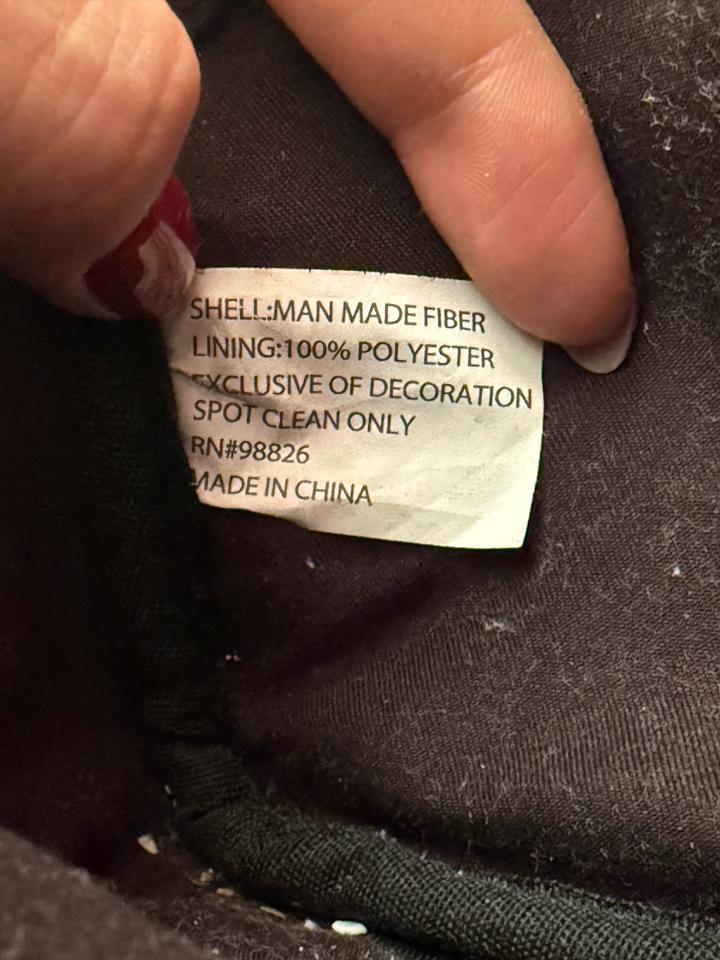 SHELL:MAN MADE FIBER
LINING:100% POLYESTER
EXCLUSIVE OF DECORATION
SPOT CLEAN ONLY
RN#98826
MADE IN CHINA